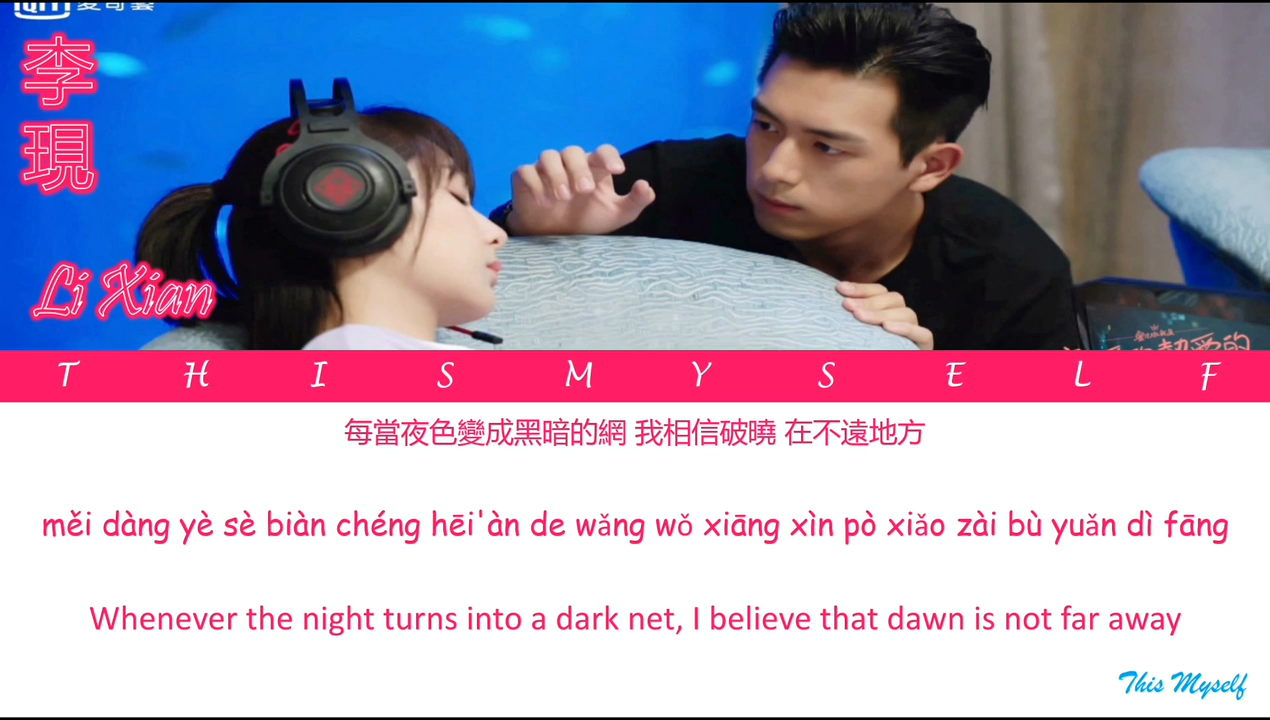 李現
Li Xian
熱愛的
T H I S M Y S E L F
每當夜色變成黑暗的網 我相信破曉 在不遠地方
měi dàng yè sè biàn chéng hēi'àn de wǎng wǒ xiāng xìn pò xiǎo zài bù yuǎn dì fāng
Whenever the night turns into a dark net, I believe that dawn is not far away
This Myself